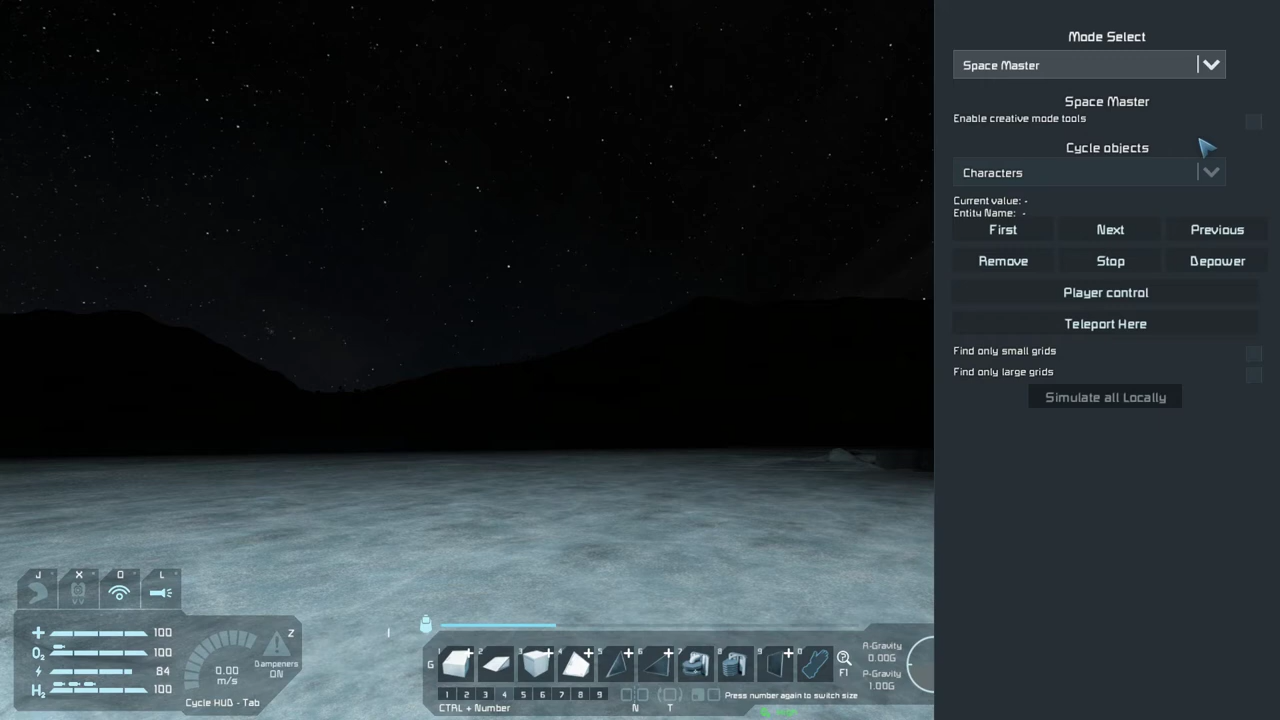 Mode Select
Space Master
Space Master
Enable creative mode tools
Cycle objects
Characters
Current value: -
Entity Name: -
First Next Previous
Remove Stop Depower
Player control
Teleport Here
Find only small grids
Find only large grids
Simulate all Locally
J X O L
100
O₂ 100
84
H₂ 100
0.00
m/s
Z
Dampeners
ON
Cycle HUD - Tab
G
1 2 3 4 5 6 7 8 9 0
1 2 3 4 5 6 7 8 9
CTRL + Number
N T
Press number again to switch size
F1
A-Gravity
0.00G
P-Gravity
1.00G